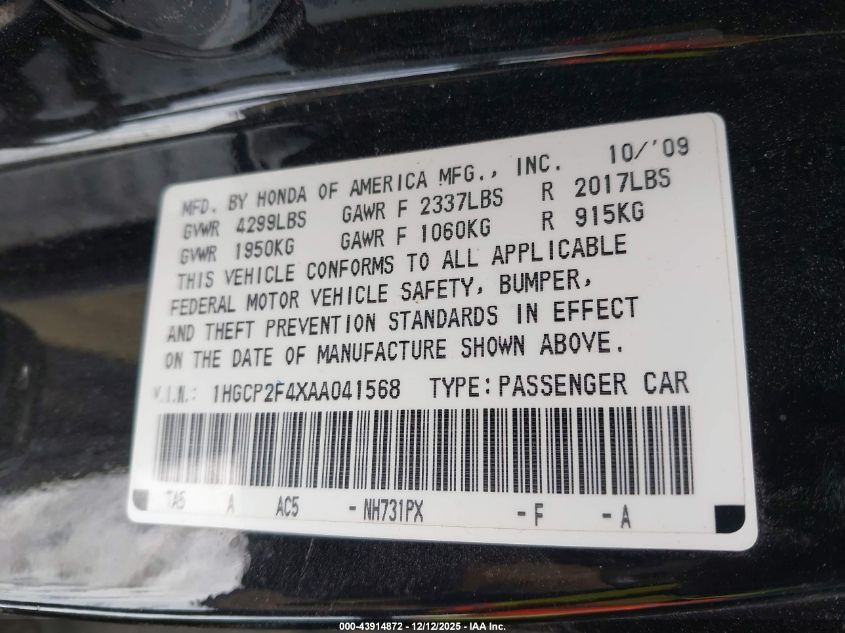 MFD. BY HONDA OF AMERICA MFG., INC. 10/'09
GVWR 4299LBS GAWR F 2337LBS R 2017LBS
GVWR 1950KG GAWR F 1060KG R 915KG
THIS VEHICLE CONFORMS TO ALL APPLICABLE
FEDERAL MOTOR VEHICLE SAFETY, BUMPER,
AND THEFT PREVENTION STANDARDS IN EFFECT
ON THE DATE OF MANUFACTURE SHOWN ABOVE.
V.I.N.: 1HGCP2F4XAA041568 TYPE:PASSENGER CAR
TA5 A AC5 - NH731PX - F - A
000-43914872 - 12/12/2025 - IAA Inc.